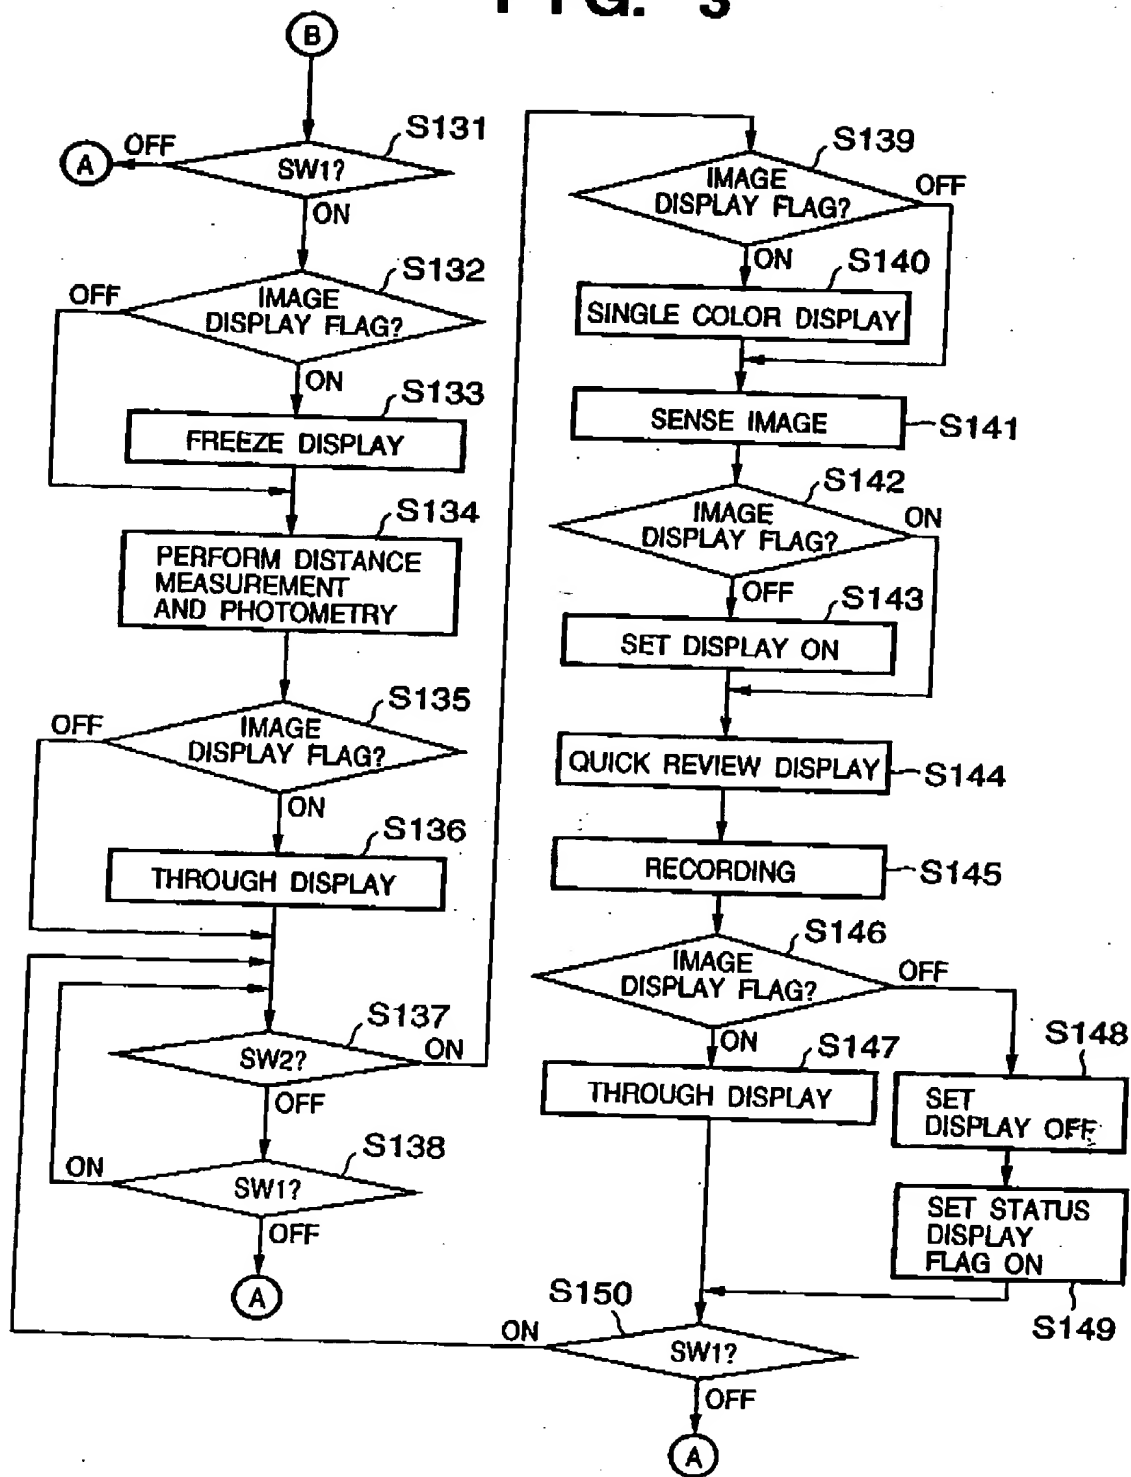 FIG. 3
B
S131
OFF
A
SW1?
ON
S132
OFF
IMAGE
DISPLAY FLAG?
ON
S133
FREEZE DISPLAY
S134
PERFORM DISTANCE
MEASUREMENT
AND PHOTOMETRY
S135
OFF
IMAGE
DISPLAY FLAG?
ON
S136
THROUGH DISPLAY
S137
SW2?
ON
OFF
S138
ON
SW1?
OFF
A
S139
IMAGE
DISPLAY FLAG?
OFF
ON
S140
SINGLE COLOR DISPLAY
SENSE IMAGE
S141
S142
IMAGE
DISPLAY FLAG?
ON
OFF
S143
SET DISPLAY ON
QUICK REVIEW DISPLAY
S144
RECORDING
S145
S146
IMAGE
DISPLAY FLAG?
OFF
ON
S147
THROUGH DISPLAY
S148
SET
DISPLAY OFF
SET STATUS
DISPLAY
FLAG ON
S149
S150
ON
SW1?
OFF
A